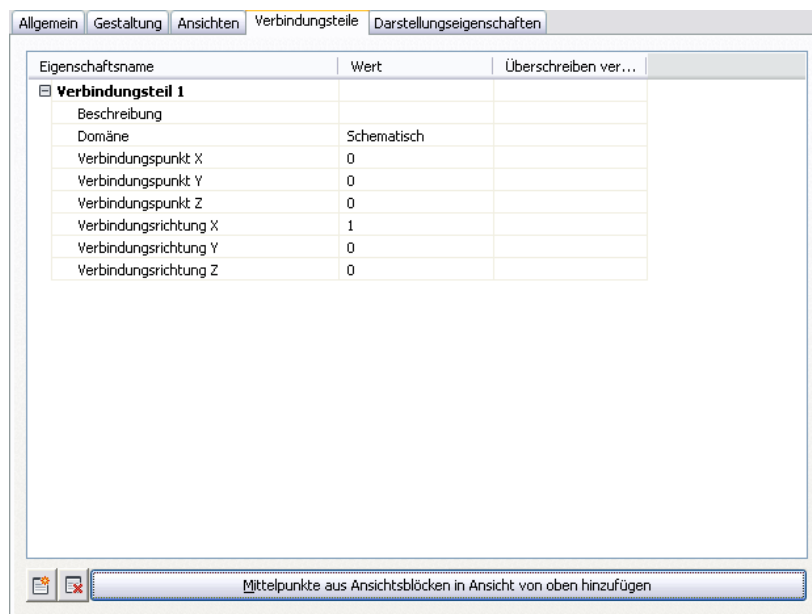 Allgemein Gestaltung Ansichten Verbindungsteile Darstellungseigenschaften
Eigenschaftsname Wert Überschreiben ver...
Verbindungsteil 1
Beschreibung
Domäne Schematisch
Verbindungspunkt X 0
Verbindungspunkt Y 0
Verbindungspunkt Z 0
Verbindungsrichtung X 1
Verbindungsrichtung Y 0
Verbindungsrichtung Z 0
Mittelpunkte aus Ansichtsblöcken in Ansicht von oben hinzufügen